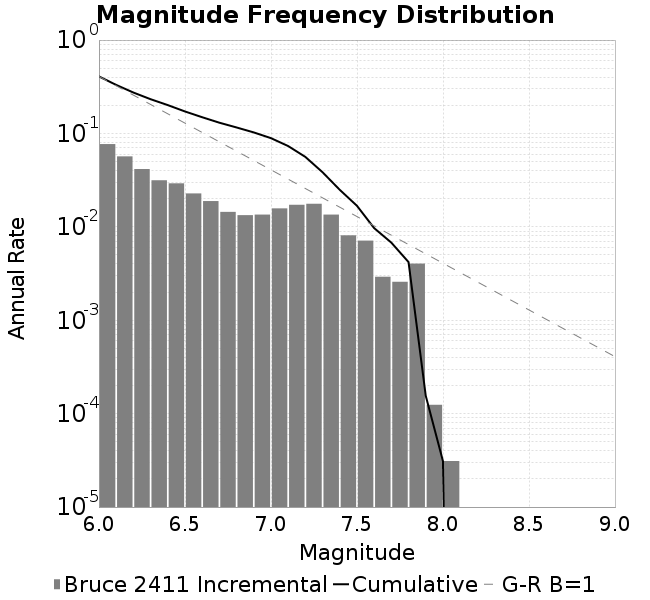 Magnitude Frequency Distribution
10^0
10^-1
10^-2
10^-3
10^-4
10^-5
Annual Rate
6.0 6.5 7.0 7.5 8.0 8.5 9.0
Magnitude
Bruce 2411 Incremental Cumulative G-R B=1